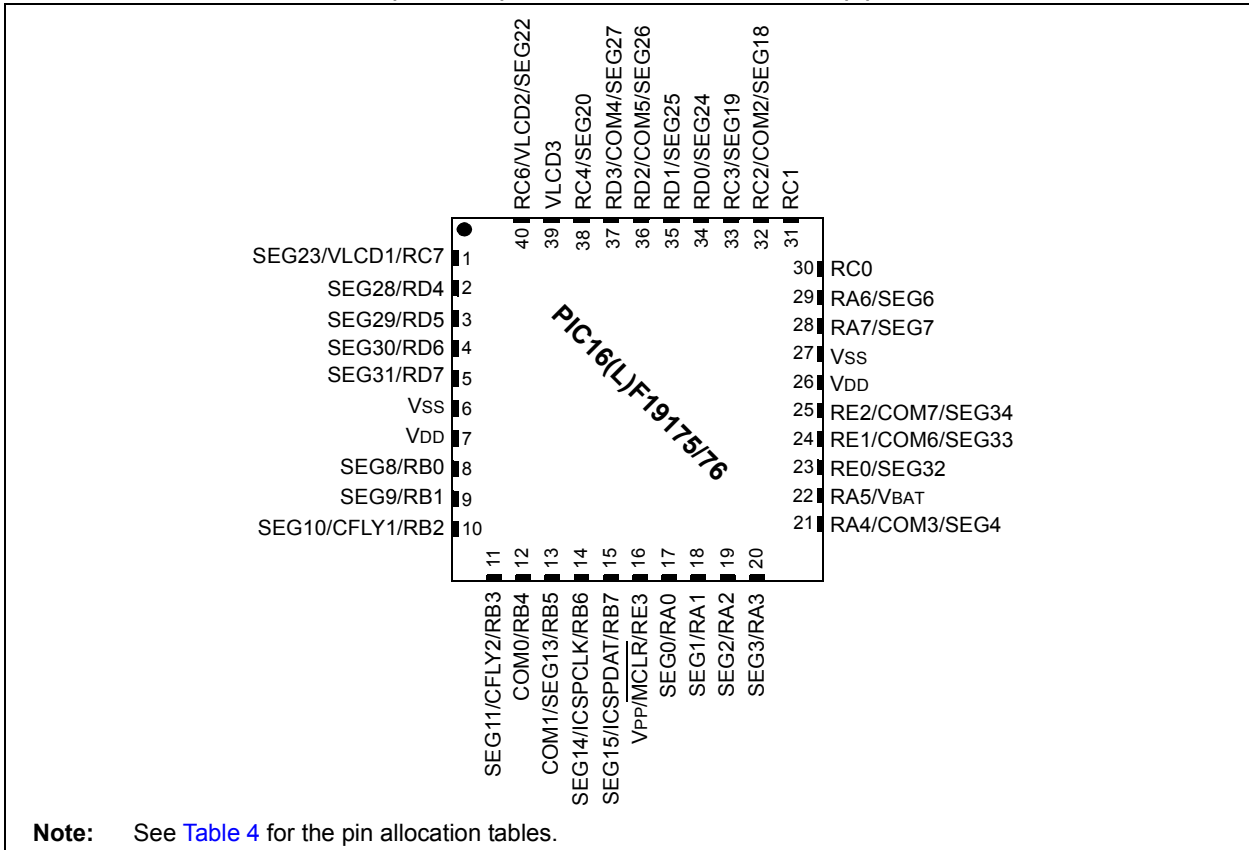 RC6/VLCD2/SEG22
VLCD3
RC4/SEG20
RD3/COM4/SEG27
RD2/COM5/SEG26
RD1/SEG25
RD0/SEG24
RC3/SEG19
RC2/COM2/SEG18
RC1
40
39
38
37
36
35
34
33
32
31
SEG23/VLCD1/RC7 1
SEG28/RD4 2
SEG29/RD5 3
SEG30/RD6 4
SEG31/RD7 5
VSS 6
VDD 7
SEG8/RB0 8
SEG9/RB1 9
SEG10/CFLY1/RB2 10
PIC16(L)F19175/76
30 RC0
29 RA6/SEG6
28 RA7/SEG7
27 VSS
26 VDD
25 RE2/COM7/SEG34
24 RE1/COM6/SEG33
23 RE0/SEG32
22 RA5/VBAT
21 RA4/COM3/SEG4
11
12
13
14
15
16
17
18
19
20
SEG11/CFLY2/RB3
COM0/RB4
COM1/SEG13/RB5
SEG14/ICSPCLK/RB6
SEG15/ICSPDAT/RB7
VPP/MCLR/RE3
SEG0/RA0
SEG1/RA1
SEG2/RA2
SEG3/RA3
Note: See Table 4 for the pin allocation tables.